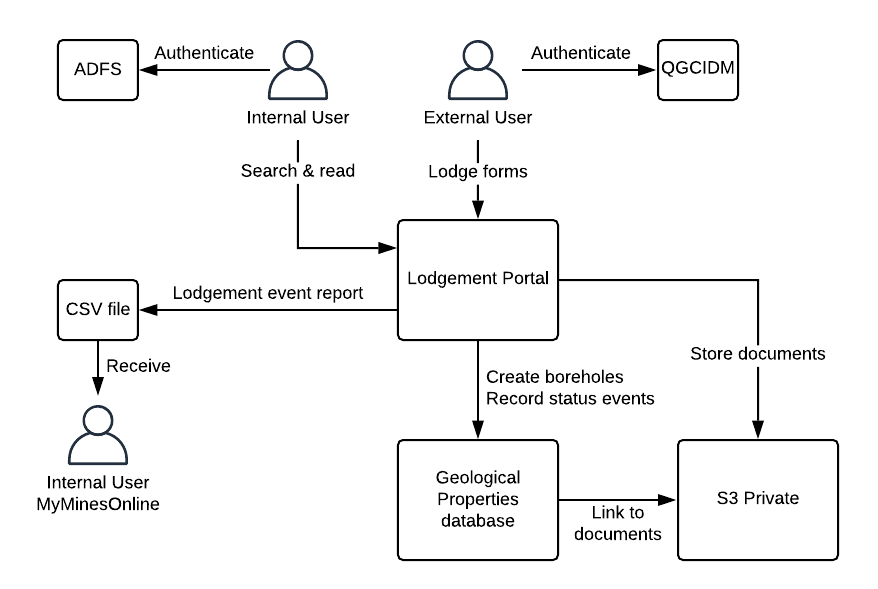 Authenticate
Authenticate
ADFS
QGCIDM
Internal User
External User
Search & read
Lodge forms
Lodgement Portal
Lodgement event report
CSV file
Store documents
Receive
Create boreholes
Record status events
Internal User
MyMinesOnline
Geological
Properties
database
S3 Private
Link to
documents